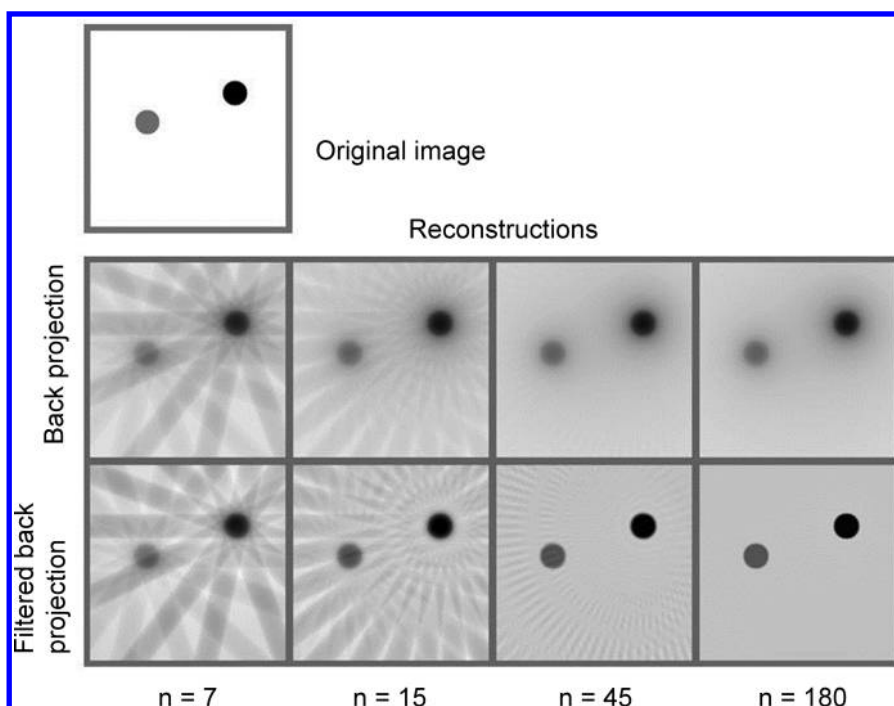 Original image
Reconstructions
Back projection
Filtered back
projection
n = 7
n = 15
n = 45
n = 180